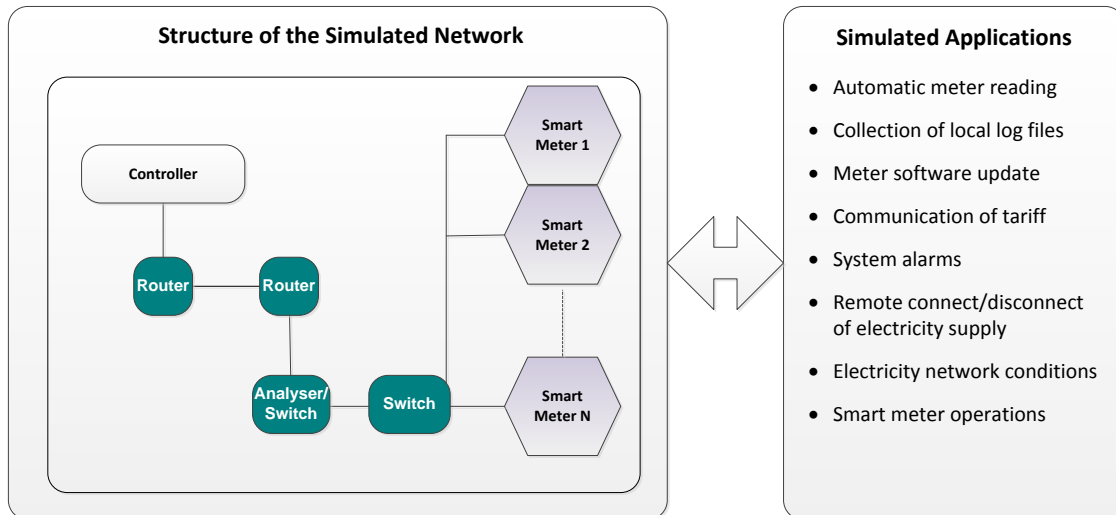 Structure of the Simulated Network
Controller
Router
Router
Analyser/
Switch
Switch
Smart
Meter 1
Smart
Meter 2
Smart
Meter N
Simulated Applications
• Automatic meter reading
• Collection of local log files
• Meter software update
• Communication of tariff
• System alarms
• Remote connect/disconnect
of electricity supply
• Electricity network conditions
• Smart meter operations